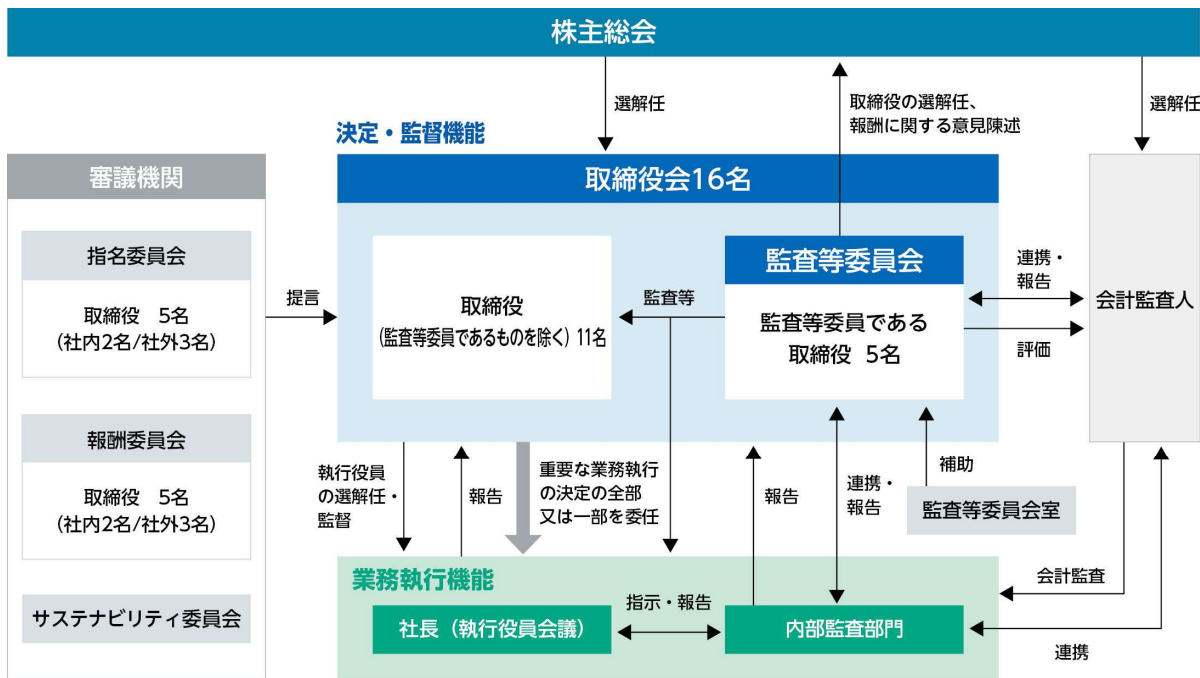 株主総会
選解任
取締役の選解任、
報酬に関する意見陳述
選解任
決定・監督機能
審議機関
指名委員会
取締役 5名
(社内2名/社外3名)
報酬委員会
取締役 5名
(社内2名/社外3名)
サステナビリティ委員会
提言
取締役会16名
取締役
(監査等委員であるものを除く) 11名
監査等
監査等委員会
監査等委員である
取締役 5名
連携・
報告
評価
会計監査人
執行役員
の選解任・
監督
報告
重要な業務執行
の決定の全部
又は一部を委任
報告
連携・
報告
補助
監査等委員会室
業務執行機能
社長（執行役員会議）
指示・報告
内部監査部門
会計監査
連携